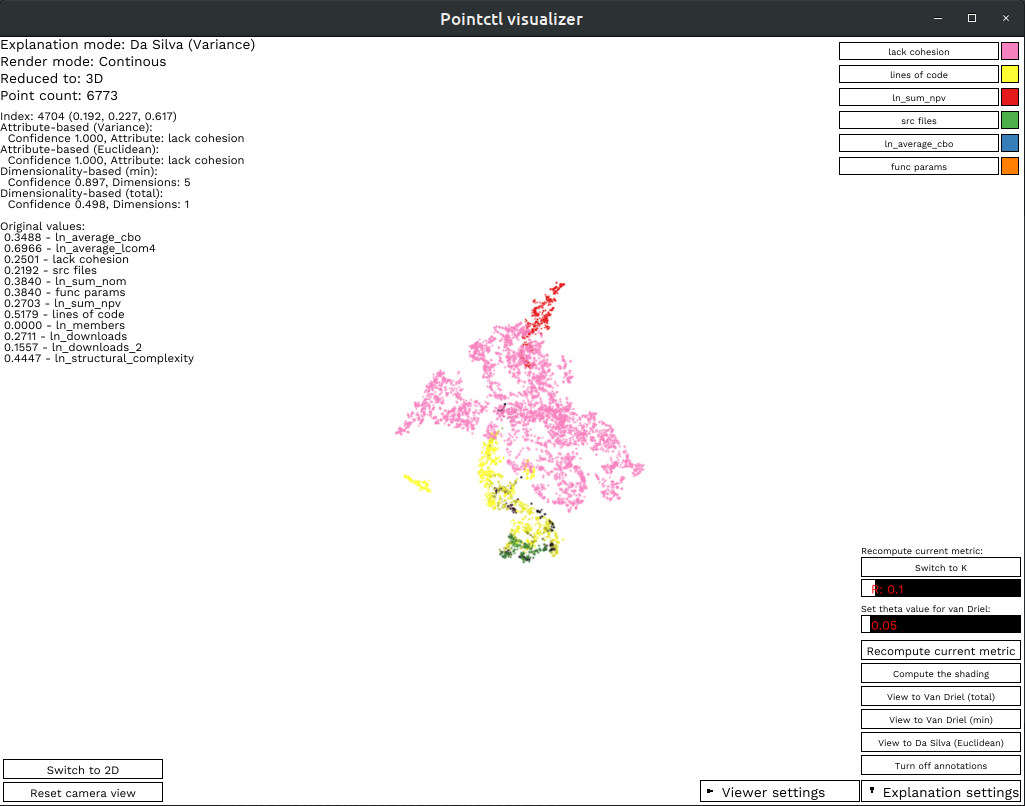 Pointctl visualizer
Explanation mode: Da Silva (Variance)
Render mode: Continous
Reduced to: 3D
Point count: 6773
Index: 4704 (0.192, 0.227, 0.617)
Attribute-based (Variance):
Confidence 1.000, Attribute: lack cohesion
Attribute-based (Euclidean):
Confidence 1.000, Attribute: lack cohesion
Dimensionality-based (min):
Confidence 0.897, Dimensions: 5
Dimensionality-based (total):
Confidence 0.498, Dimensions: 1
Original values:
0.3488 - ln_average_cbo
0.6966 - ln_average_lcom4
0.2501 - lack cohesion
0.2192 - src files
0.3840 - ln_sum_nom
0.3840 - func params
0.2703 - ln_sum_npv
0.5179 - lines of code
0.0000 - ln_members
0.2711 - ln_downloads
0.1557 - ln_downloads_2
0.4447 - ln_structural_complexity
lack cohesion
lines of code
ln_sum_npv
src files
ln_average_cbo
func params
Recompute current metric:
Switch to K
R: 0.1
Set theta value for van Driel:
0.05
Recompute current metric
Compute the shading
View to Van Driel (total)
View to Van Driel (min)
View to Da Silva (Euclidean)
Turn off annotations
Switch to 2D
Reset camera view
Viewer settings
Explanation settings